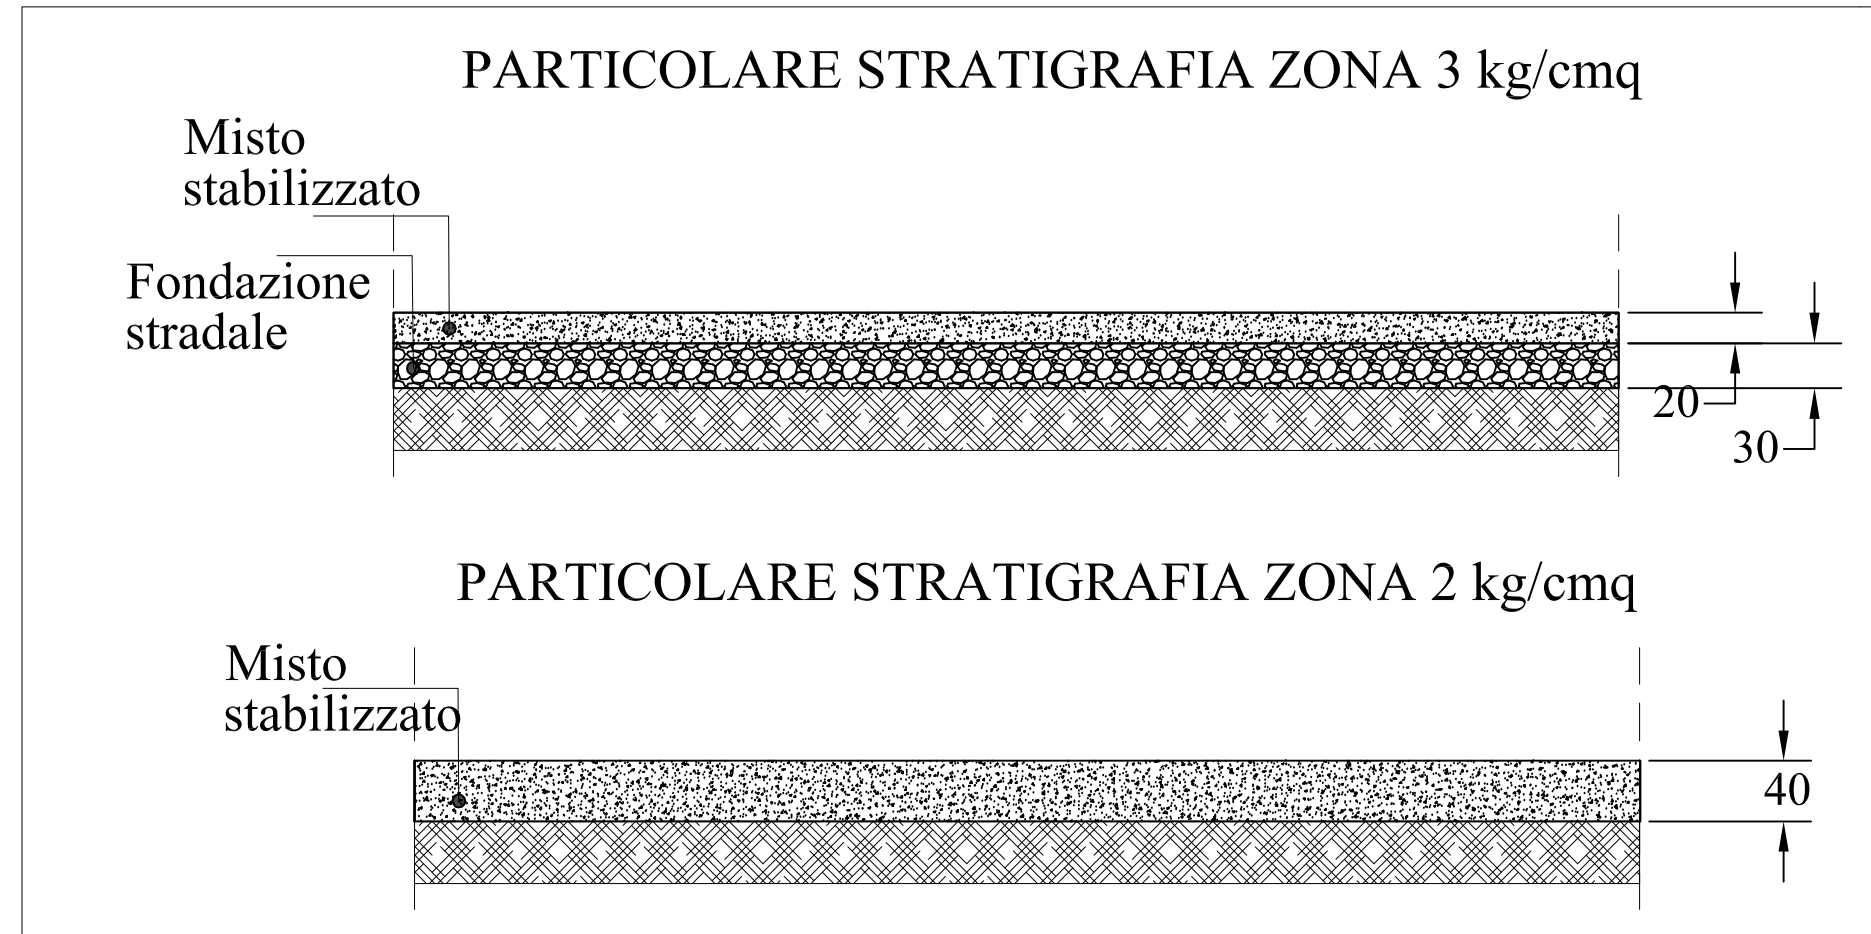 PARTICOLARE STRATIGRAFIA ZONA 3 kg/cmq
Misto
stabilizzato
Fondazione
stradale
20
30
PARTICOLARE STRATIGRAFIA ZONA 2 kg/cmq
Misto
stabilizzato
40